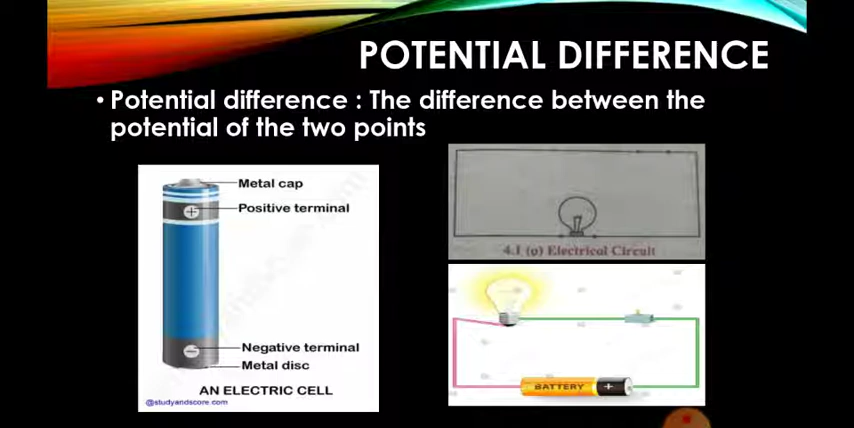 POTENTIAL DIFFERENCE
• Potential difference : The difference between the
potential of the two points
Metal cap
+
Positive terminal
Negative terminal
−
Metal disc
AN ELECTRIC CELL
@studyandscore.com
4.1 (a) Electrical Circuit
BATTERY +